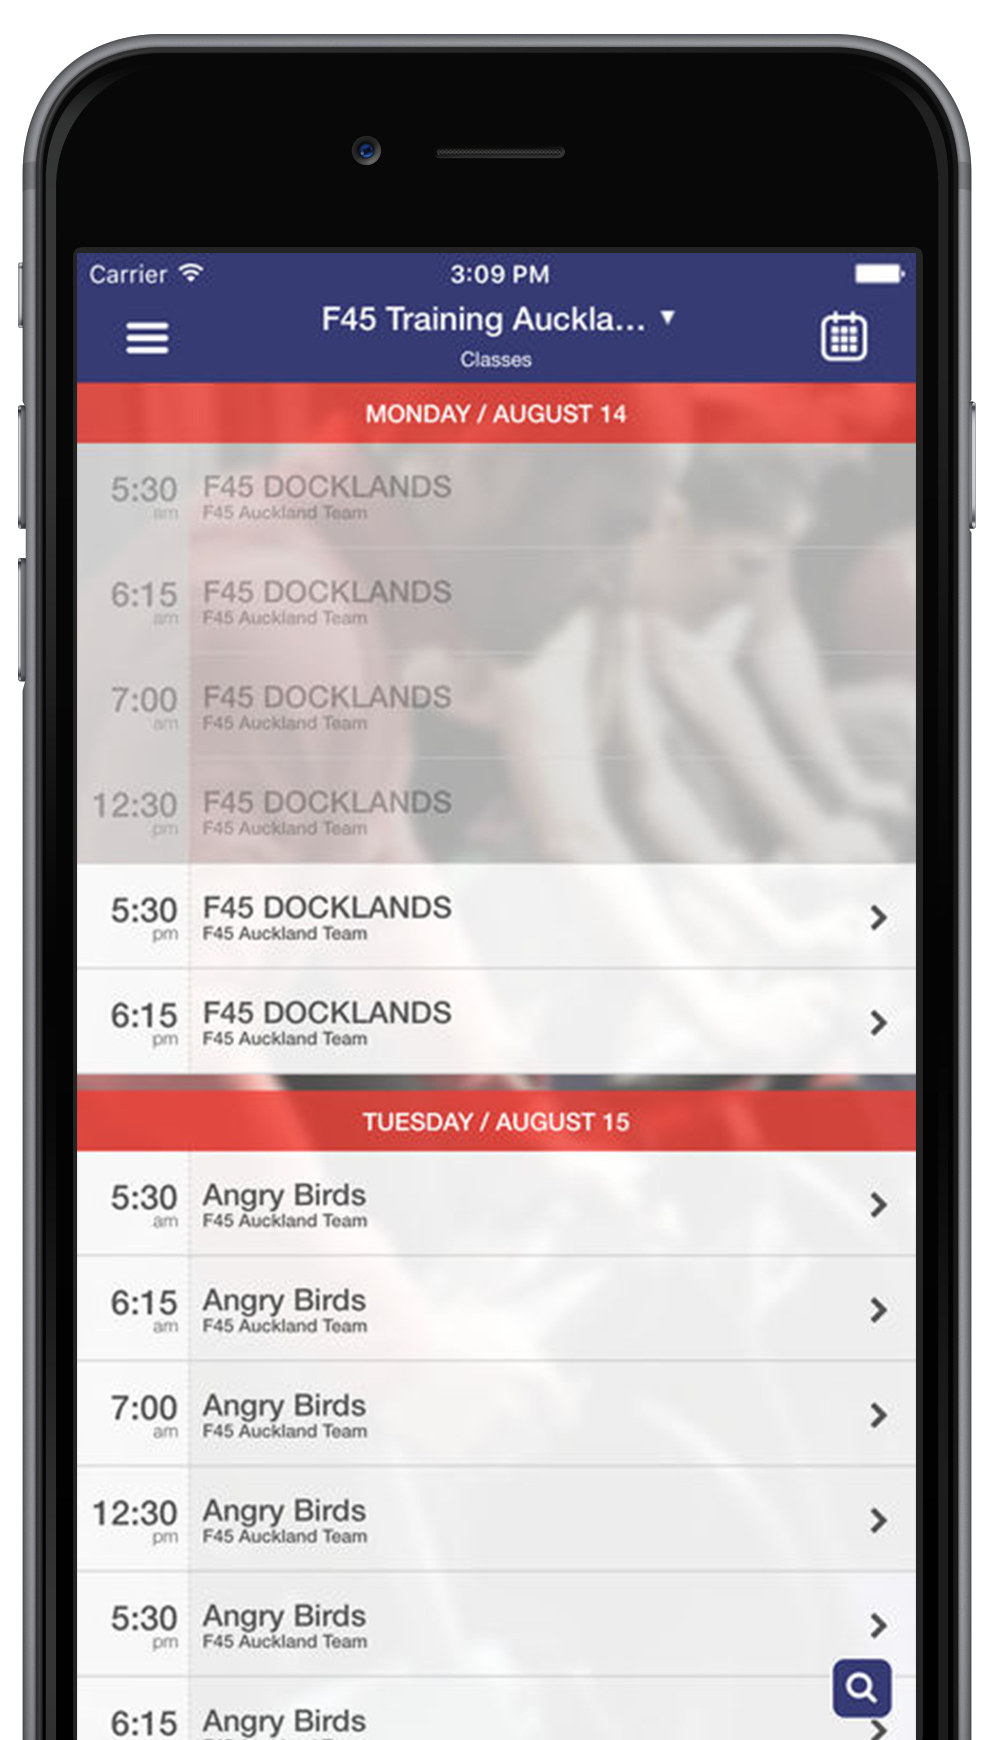 Carrier 3:09 PM
F45 Training Auckla... ▼
Classes
MONDAY / AUGUST 14
5:30 F45 DOCKLANDS
am F45 Auckland Team
6:15 F45 DOCKLANDS
am F45 Auckland Team
7:00 F45 DOCKLANDS
am F45 Auckland Team
12:30 F45 DOCKLANDS
pm F45 Auckland Team
5:30 F45 DOCKLANDS
pm F45 Auckland Team
6:15 F45 DOCKLANDS
pm F45 Auckland Team
TUESDAY / AUGUST 15
5:30 Angry Birds
am F45 Auckland Team
6:15 Angry Birds
am F45 Auckland Team
7:00 Angry Birds
am F45 Auckland Team
12:30 Angry Birds
pm F45 Auckland Team
5:30 Angry Birds
pm F45 Auckland Team
6:15 Angry Birds